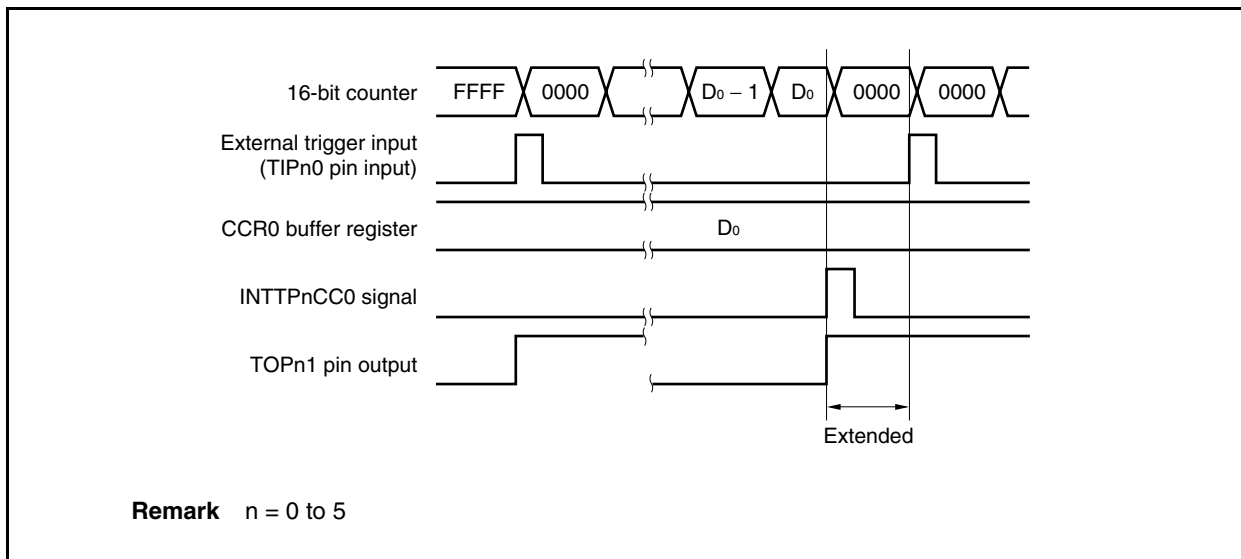 16-bit counter FFFF 0000 D₀ − 1 D₀ 0000 0000
External trigger input
(TIPn0 pin input)
CCR0 buffer register D₀
INTTPnCC0 signal
TOPn1 pin output
Extended
Remark n = 0 to 5